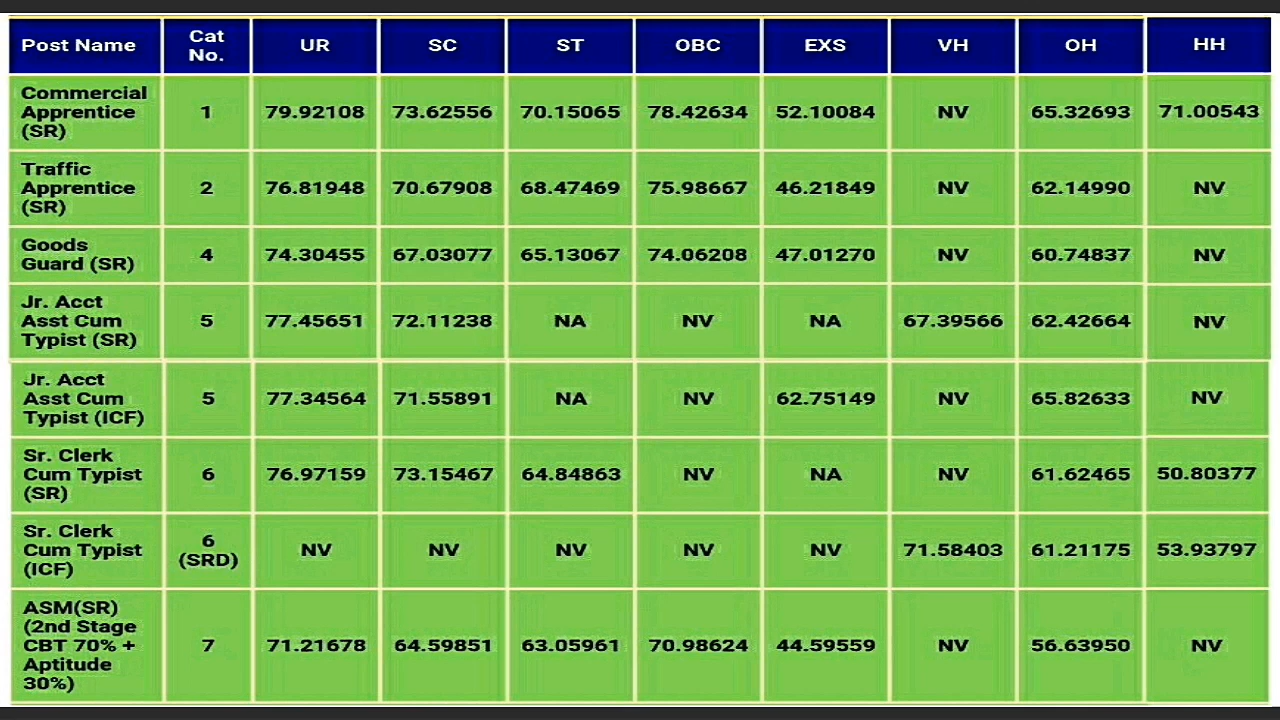 Post Name Cat No. UR SC ST OBC EXS VH OH HH
Commercial Apprentice (SR) 1 79.92108 73.62556 70.15065 78.42634 52.10084 NV 65.32693 71.00543
Traffic Apprentice (SR) 2 76.81948 70.67908 68.47469 75.98667 46.21849 NV 62.14990 NV
Goods Guard (SR) 4 74.30455 67.03077 65.13067 74.06208 47.01270 NV 60.74837 NV
Jr. Acct Asst Cum Typist (SR) 5 77.45651 72.11238 NA NV NA 67.39566 62.42664 NV
Jr. Acct Asst Cum Typist (ICF) 5 77.34564 71.55891 NA NV 62.75149 NV 65.82633 NV
Sr. Clerk Cum Typist (SR) 6 76.97159 73.15467 64.84863 NV NA NV 61.62465 50.80377
Sr. Clerk Cum Typist (ICF) 6 (SRD) NV NV NV NV NV 71.58403 61.21175 53.93797
ASM(SR) (2nd Stage CBT 70% + Aptitude 30%) 7 71.21678 64.59851 63.05961 70.98624 44.59559 NV 56.63950 NV